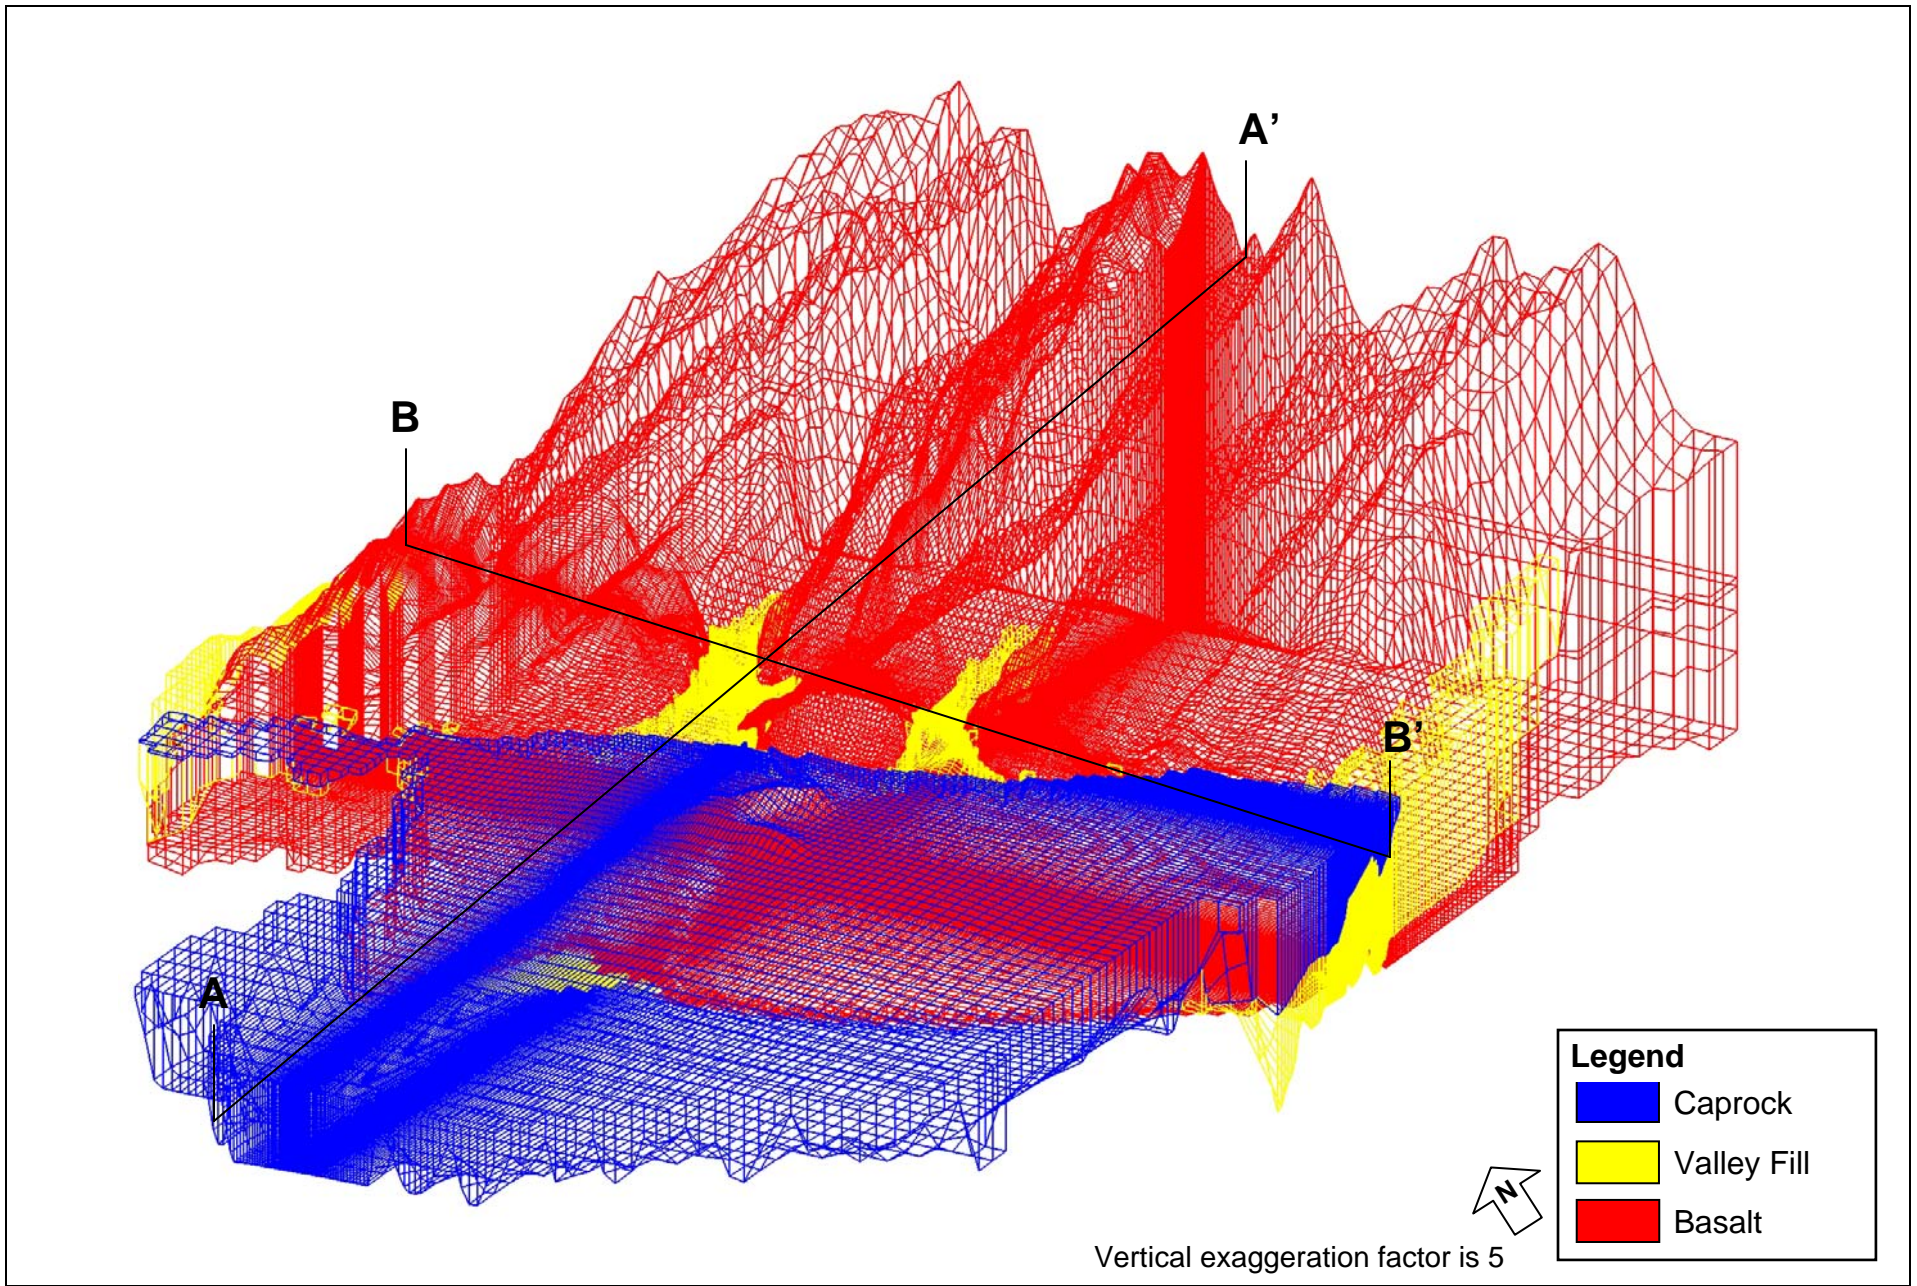 A’
B
B’
A
Legend
Caprock
Valley Fill
Basalt
N
Vertical exaggeration factor is 5